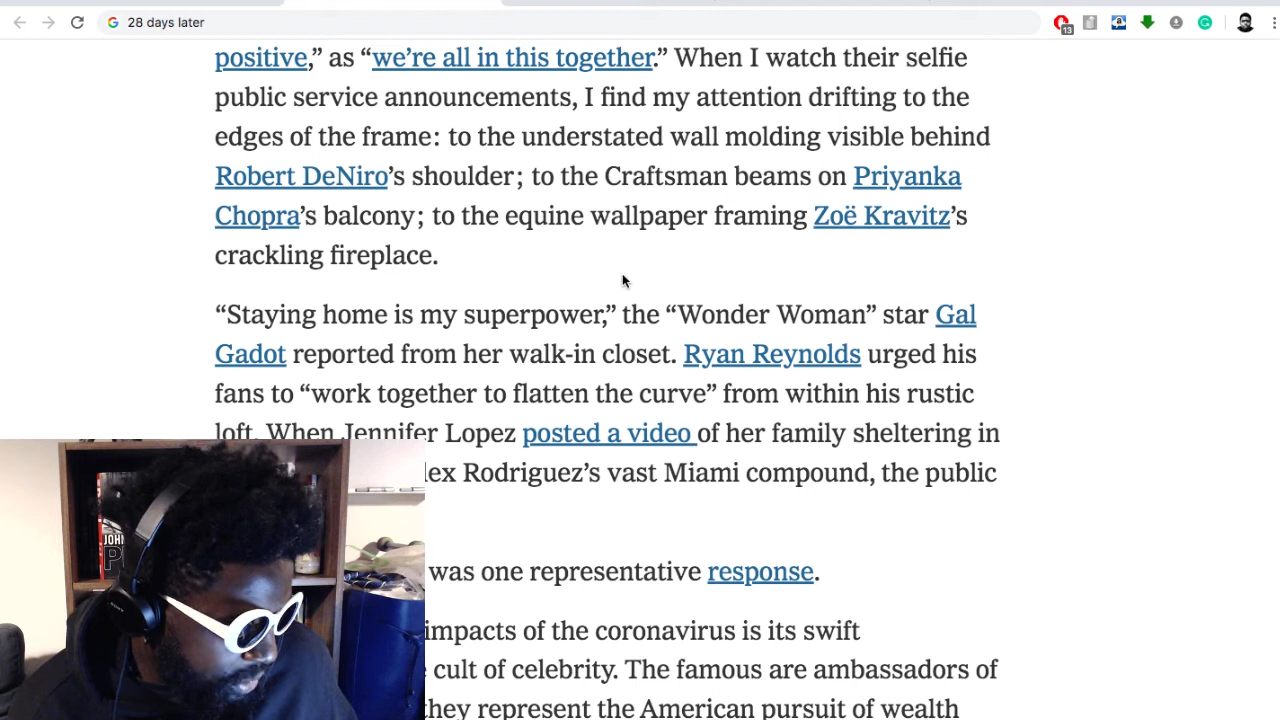 28 days later
13
positive,” as “we’re all in this together.” When I watch their selfie
public service announcements, I find my attention drifting to the
edges of the frame: to the understated wall molding visible behind
Robert DeNiro’s shoulder; to the Craftsman beams on Priyanka
Chopra’s balcony; to the equine wallpaper framing Zoë Kravitz’s
crackling fireplace.
“Staying home is my superpower,” the “Wonder Woman” star Gal
Gadot reported from her walk-in closet. Ryan Reynolds urged his
fans to “work together to flatten the curve” from within his rustic
loft. When Jennifer Lopez posted a video of her family sheltering in
lex Rodriguez’s vast Miami compound, the public
was one representative response.
impacts of the coronavirus is its swift
cult of celebrity. The famous are ambassadors of
they represent the American pursuit of wealth
JOHN
SONY